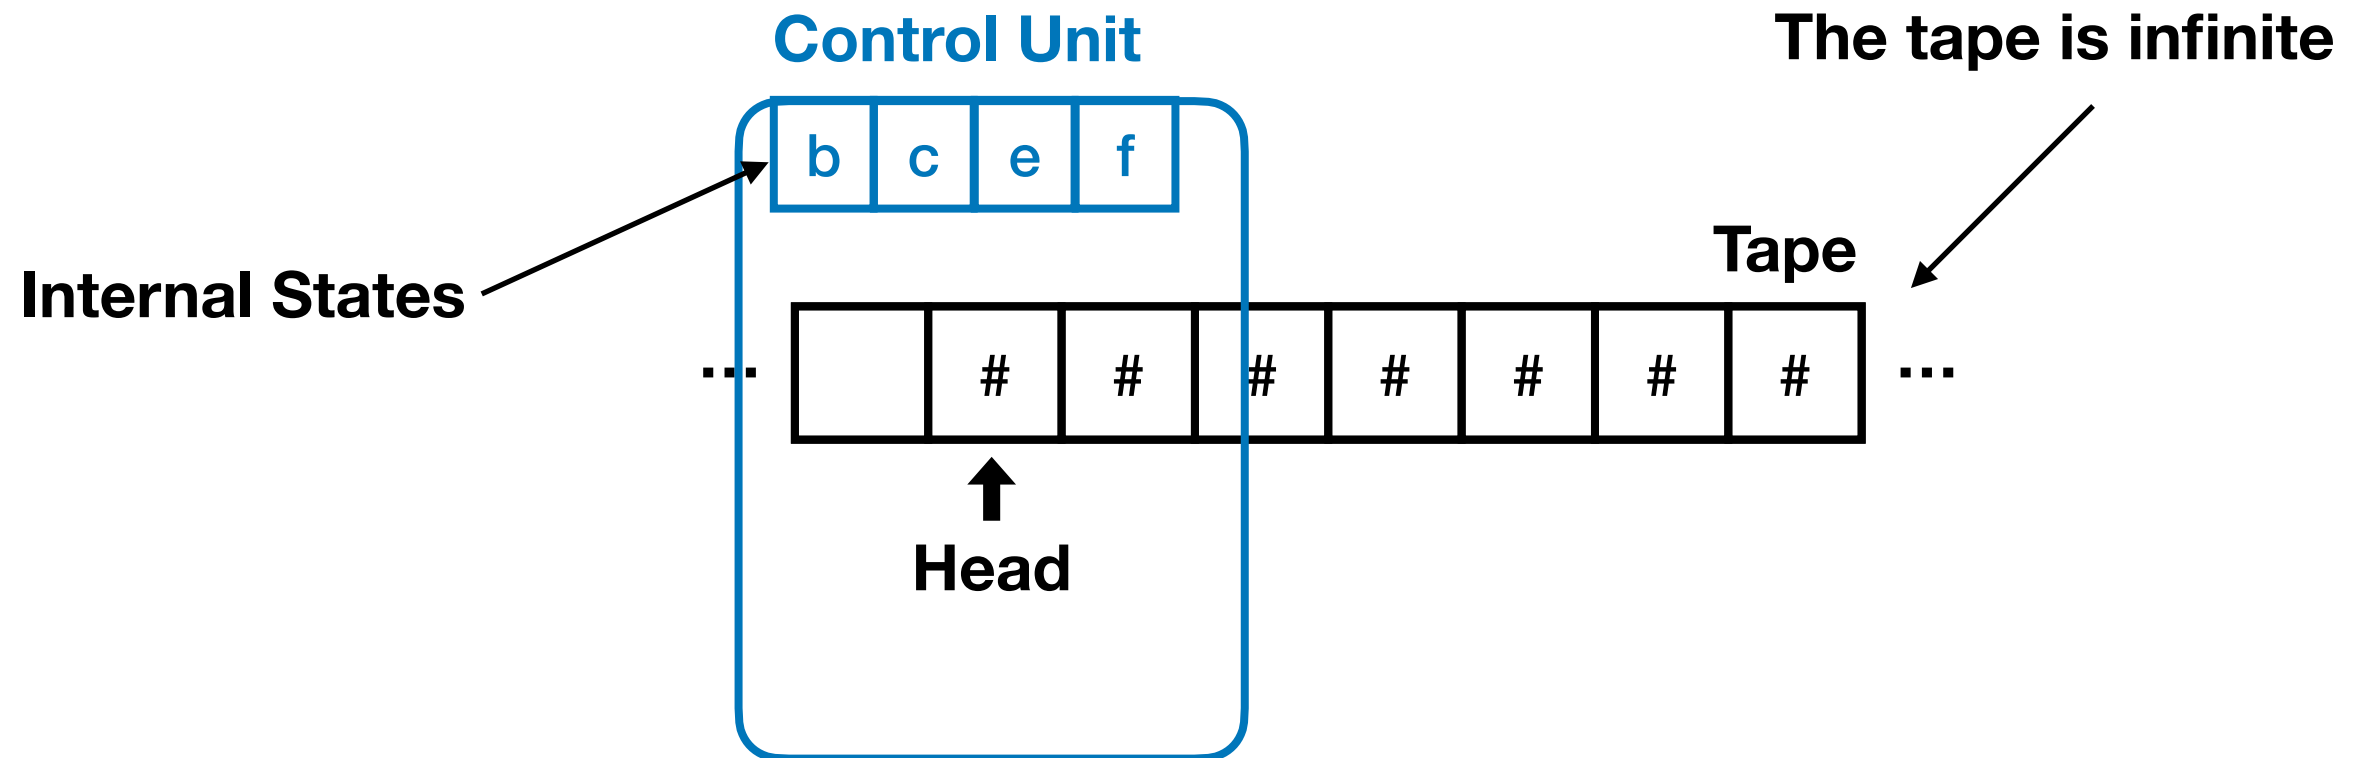 Control Unit
The tape is infinite
b c e f
Tape
Internal States
... # # # # # # # ...
Head